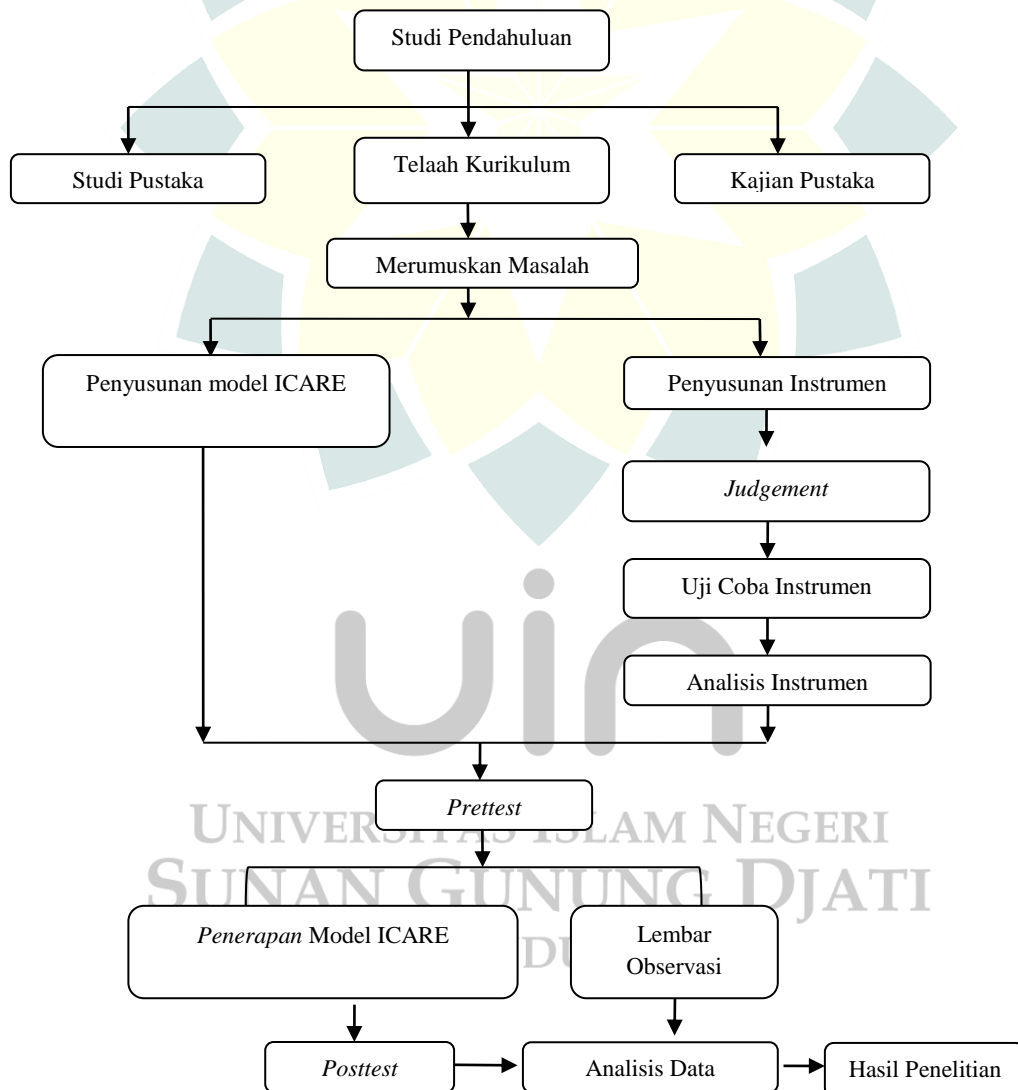 Studi Pendahuluan
Studi Pustaka
Telaah Kurikulum
Kajian Pustaka
Merumuskan Masalah
Penyusunan model ICARE
Penyusunan Instrumen
Judgement
Uji Coba Instrumen
Analisis Instrumen
Prettest
UNIVERSITAS ISLAM NEGERI
SUNAN GUNUNG DJATI
Penerapan Model ICARE
Lembar
Observasi
Posttest
Analisis Data
Hasil Penelitian